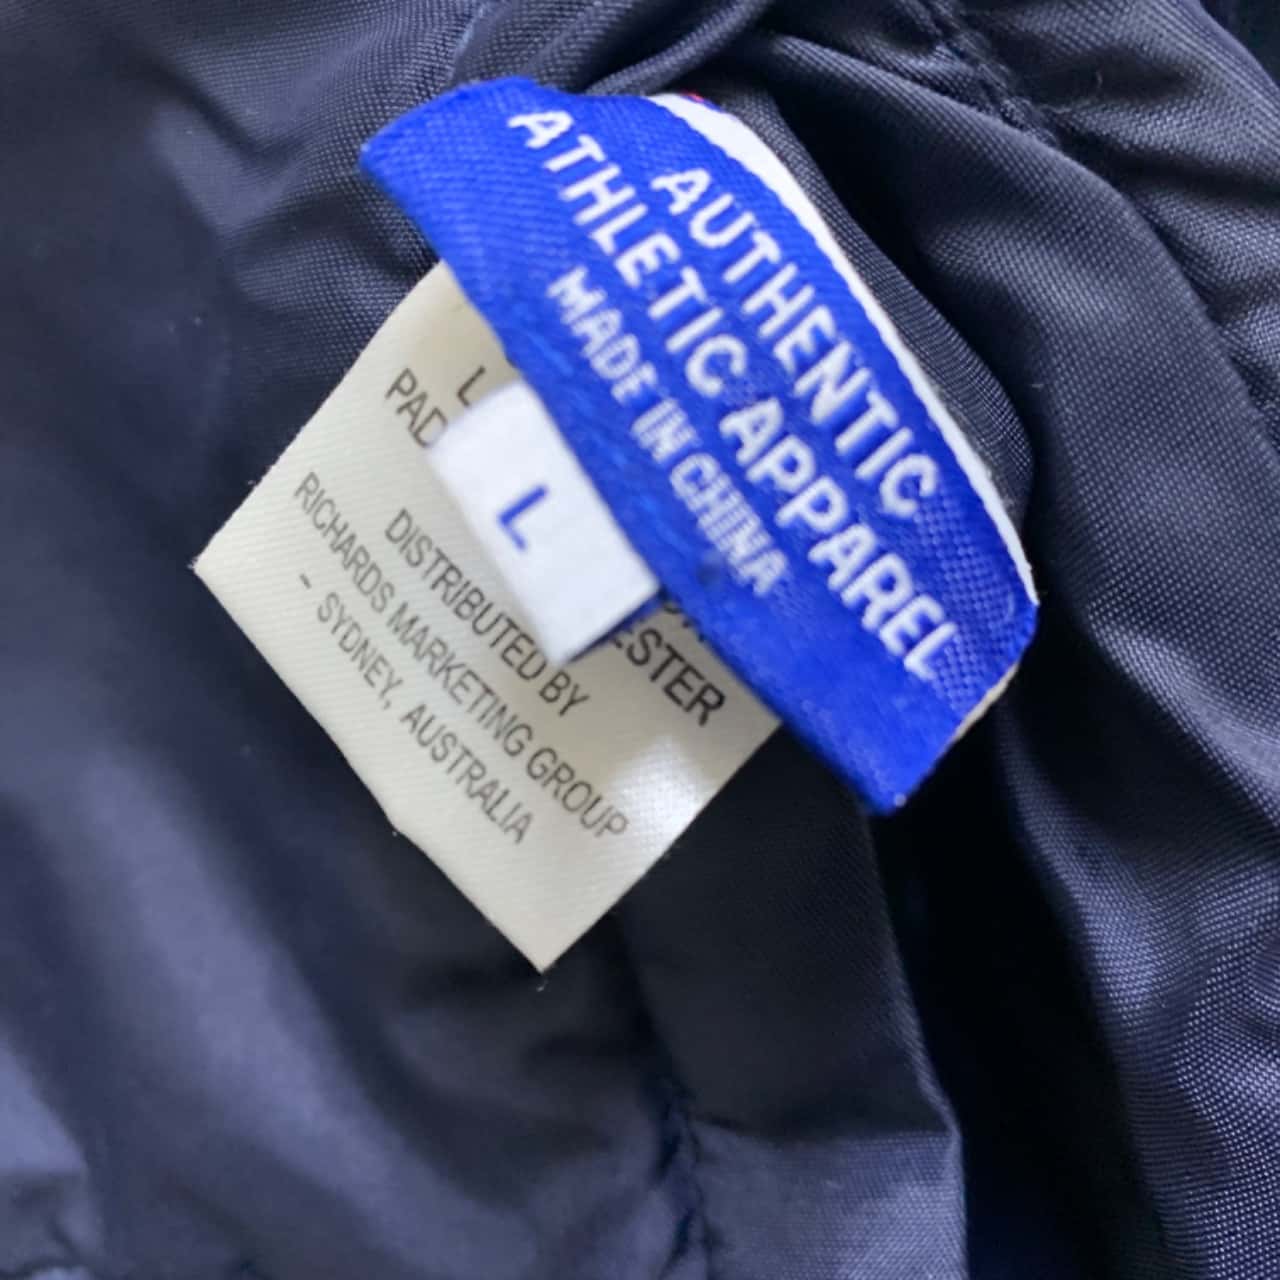 AUTHENTIC
ATHLETIC APPAREL
MADE IN CHINA
L
DISTRIBUTED BY
RICHARDS MARKETING GROUP
- SYDNEY, AUSTRALIA